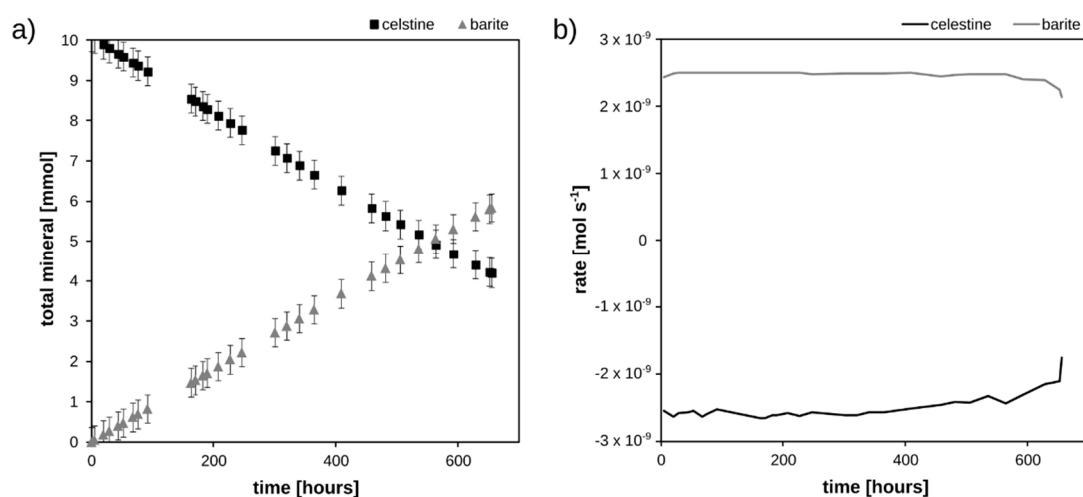 a)
celstine barite
total mineral [mmol]
10
9
8
7
6
5
4
3
2
1
0
0 200 400 600
time [hours]
b)
celestine barite
rate [mol s⁻¹]
3 x 10⁻⁹
2 x 10⁻⁹
1 x 10⁻⁹
0
-1 x 10⁻⁹
-2 x 10⁻⁹
-3 x 10⁻⁹
0 200 400 600
time [hours]